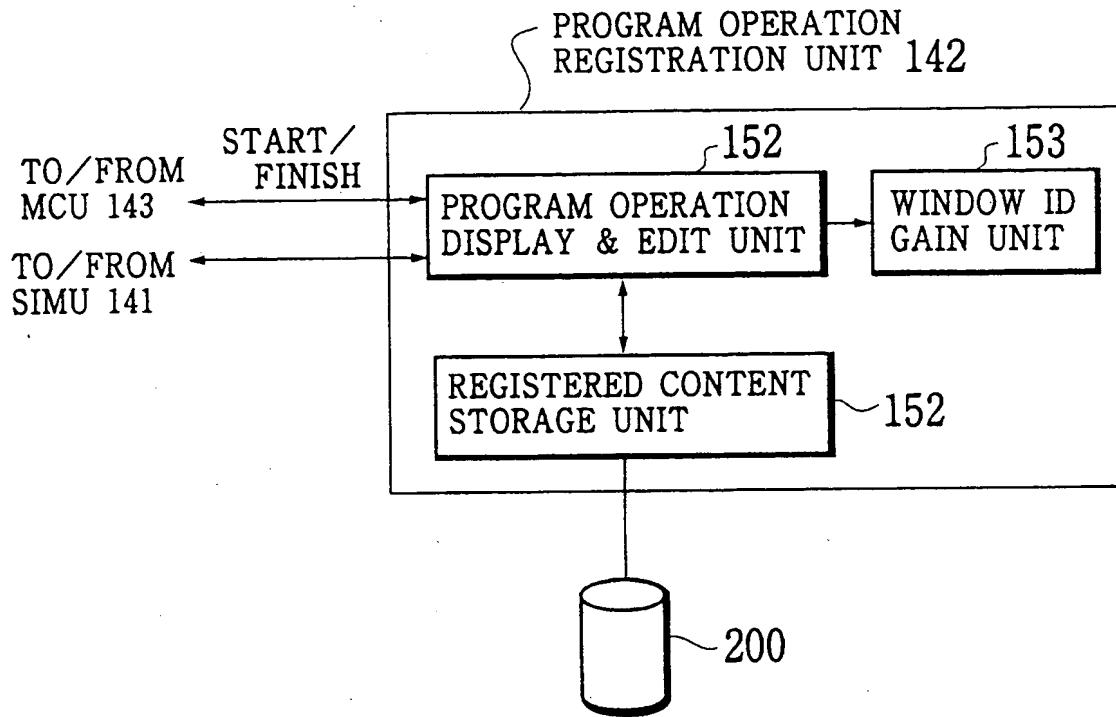 PROGRAM OPERATION
REGISTRATION UNIT 142
START/
FINISH
TO/FROM
MCU 143
TO/FROM
SIMU 141
152
PROGRAM OPERATION
DISPLAY & EDIT UNIT
153
WINDOW ID
GAIN UNIT
REGISTERED CONTENT
STORAGE UNIT
152
200